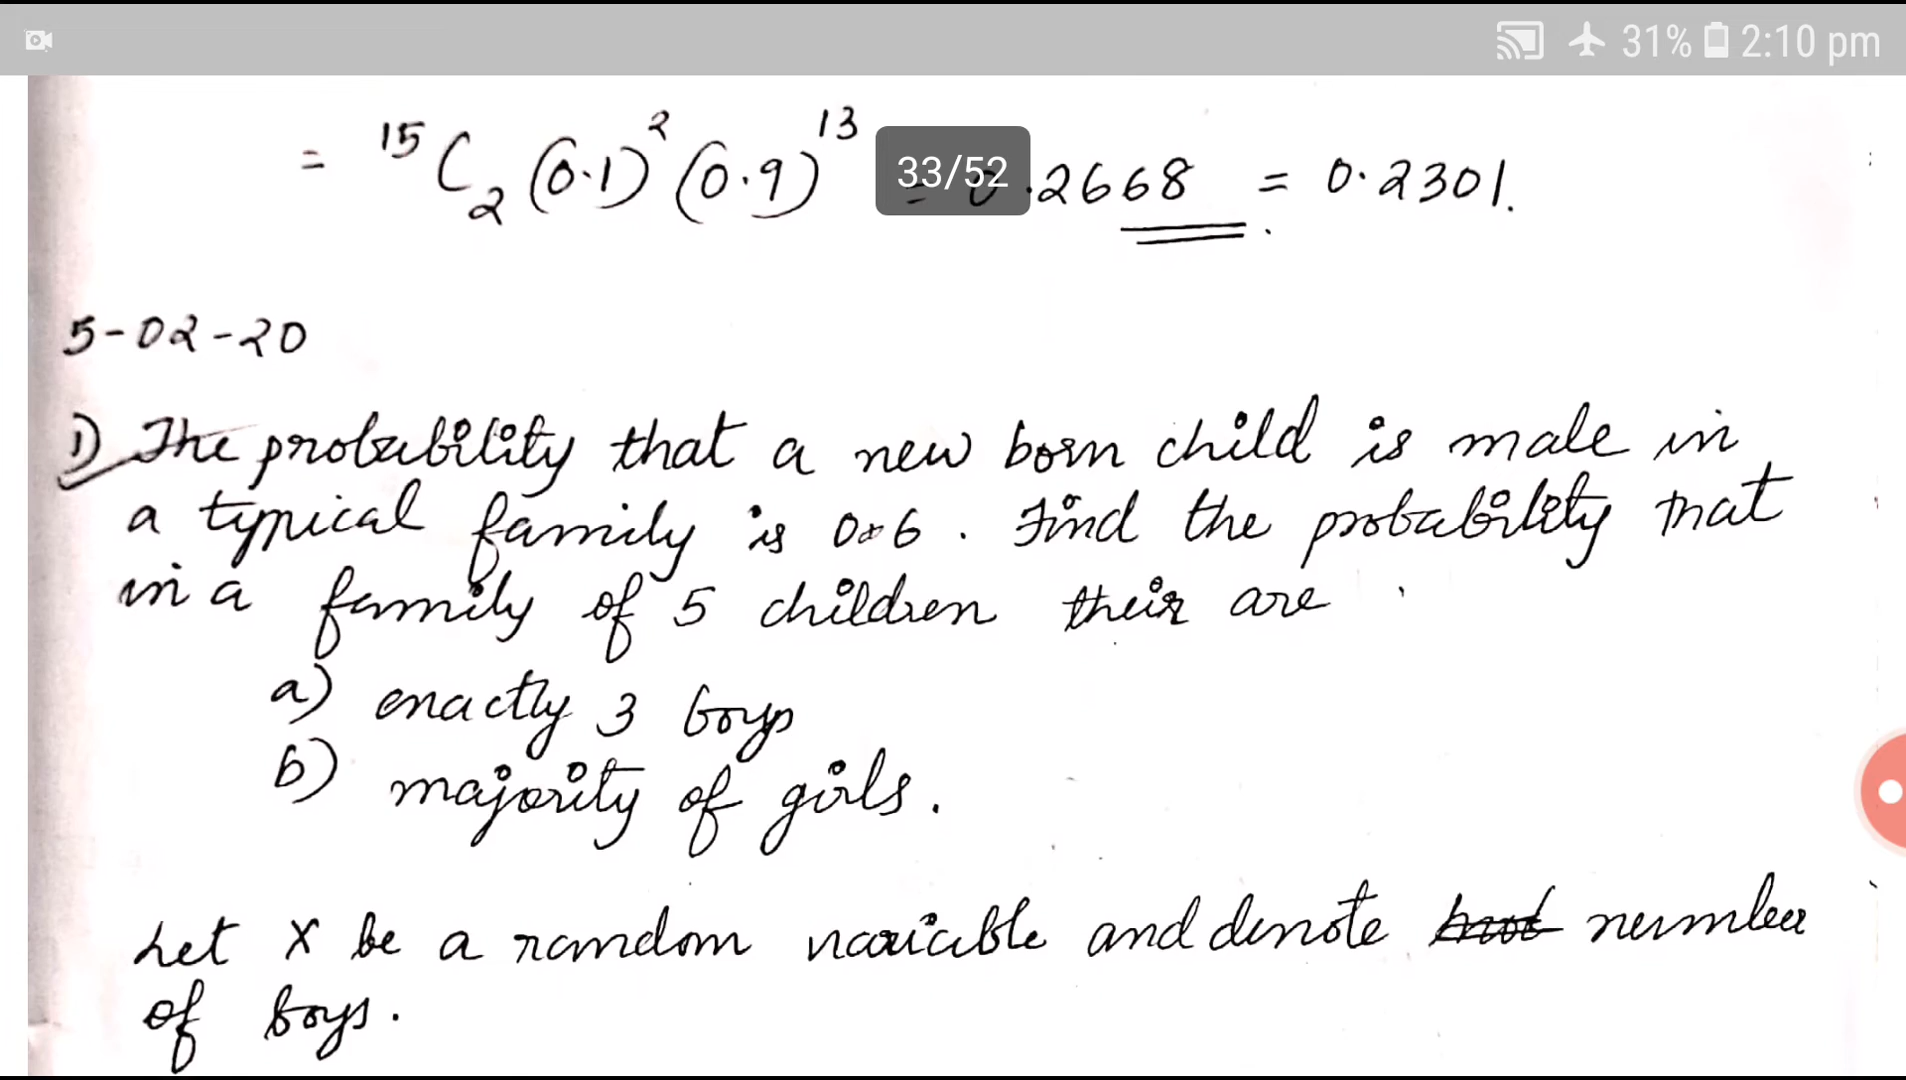 31% 2:10 pm
= 15C2 (0.1)^2 (0.9)^13 = 0.2668 = 0.2301.
33/52
5-02-20
1) The probability that a new born child is male in
a typical family is 0.6. Find the probability that
in a family of 5 children their are
a) exactly 3 boys
b) majority of girls.
Let X be a random variable and denote number
of boys.